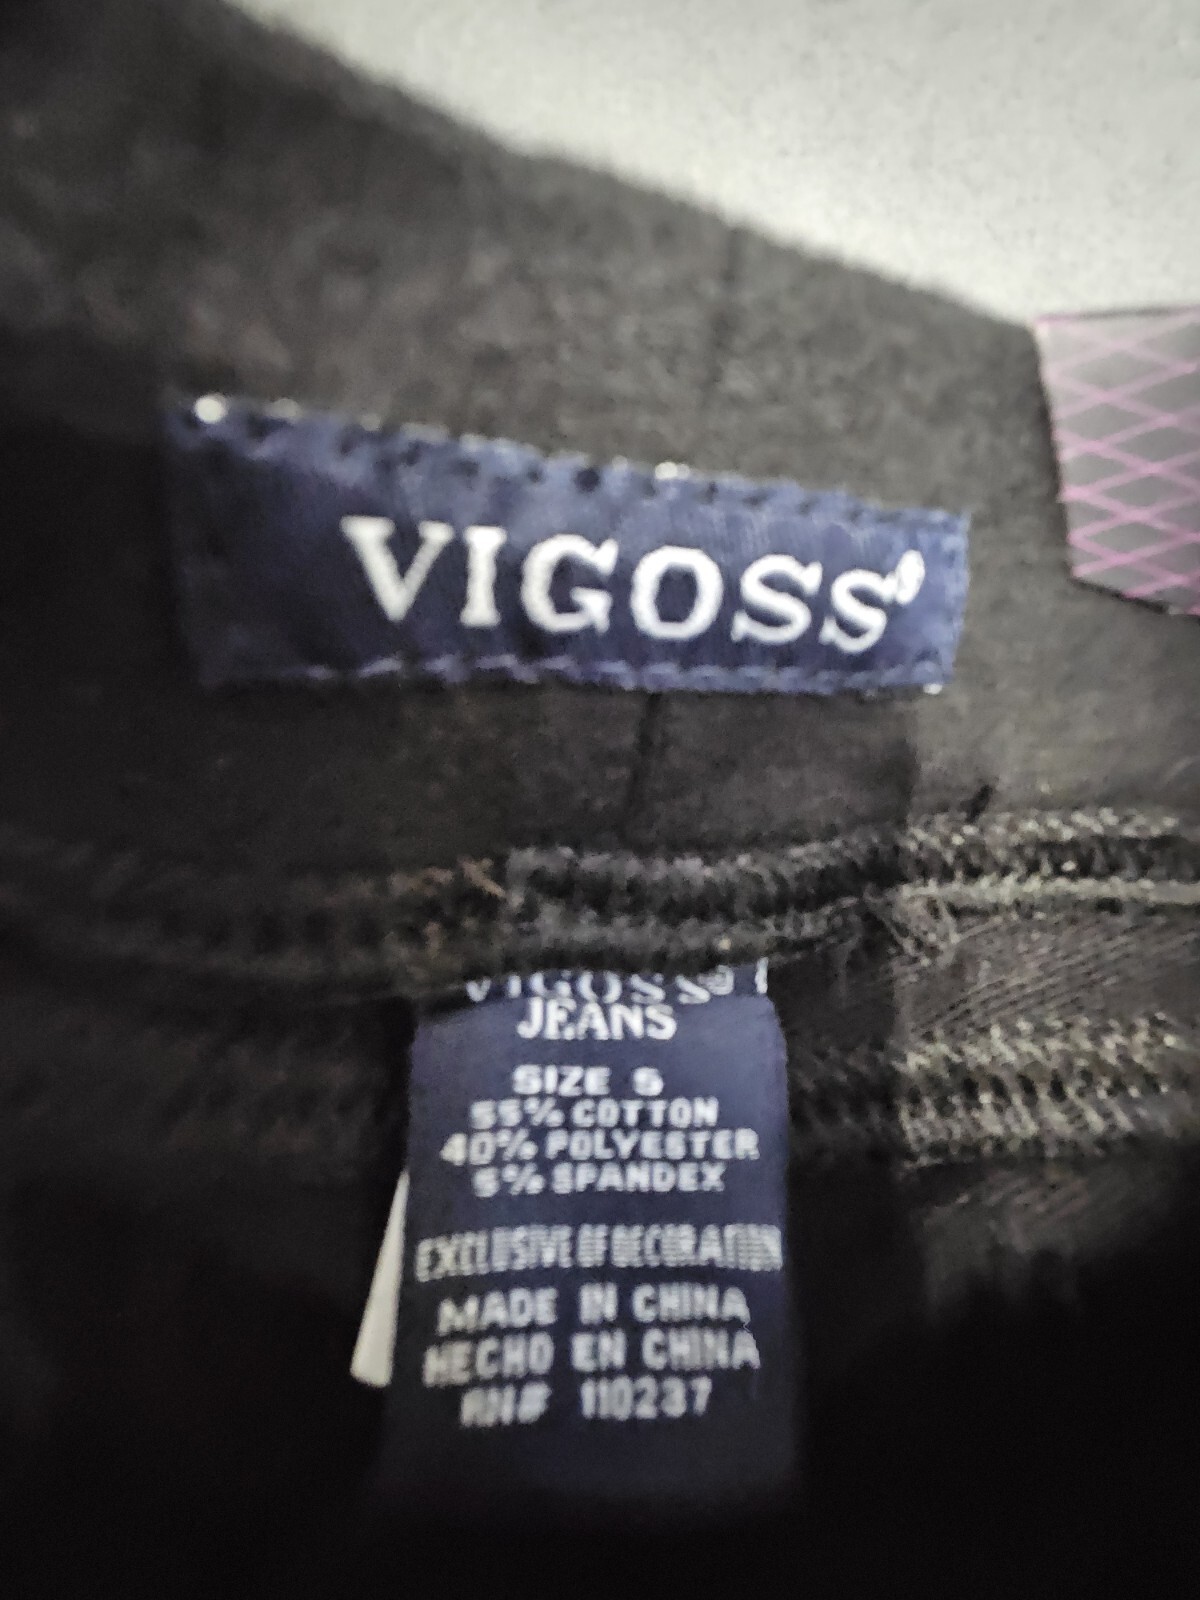 VIGOSS®
VIGOSS®
JEANS
SIZE S
55% COTTON
40% POLYESTER
5% SPANDEX
EXCLUSIVE OF DECORATION
MADE IN CHINA
HECHO EN CHINA
RN# 110237